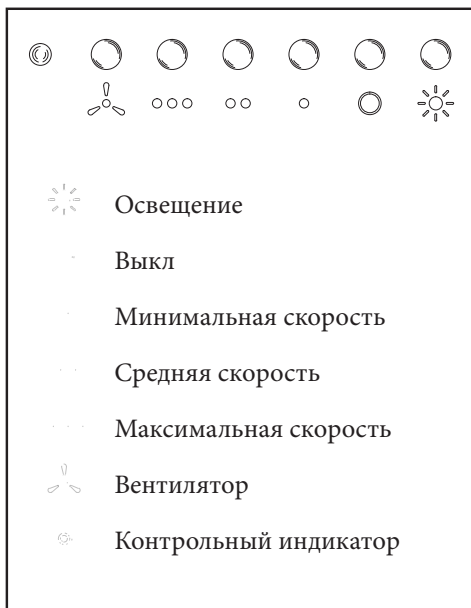 Освещение
Выкл
Минимальная скорость
Средняя скорость
Максимальная скорость
Вентилятор
Контрольный индикатор